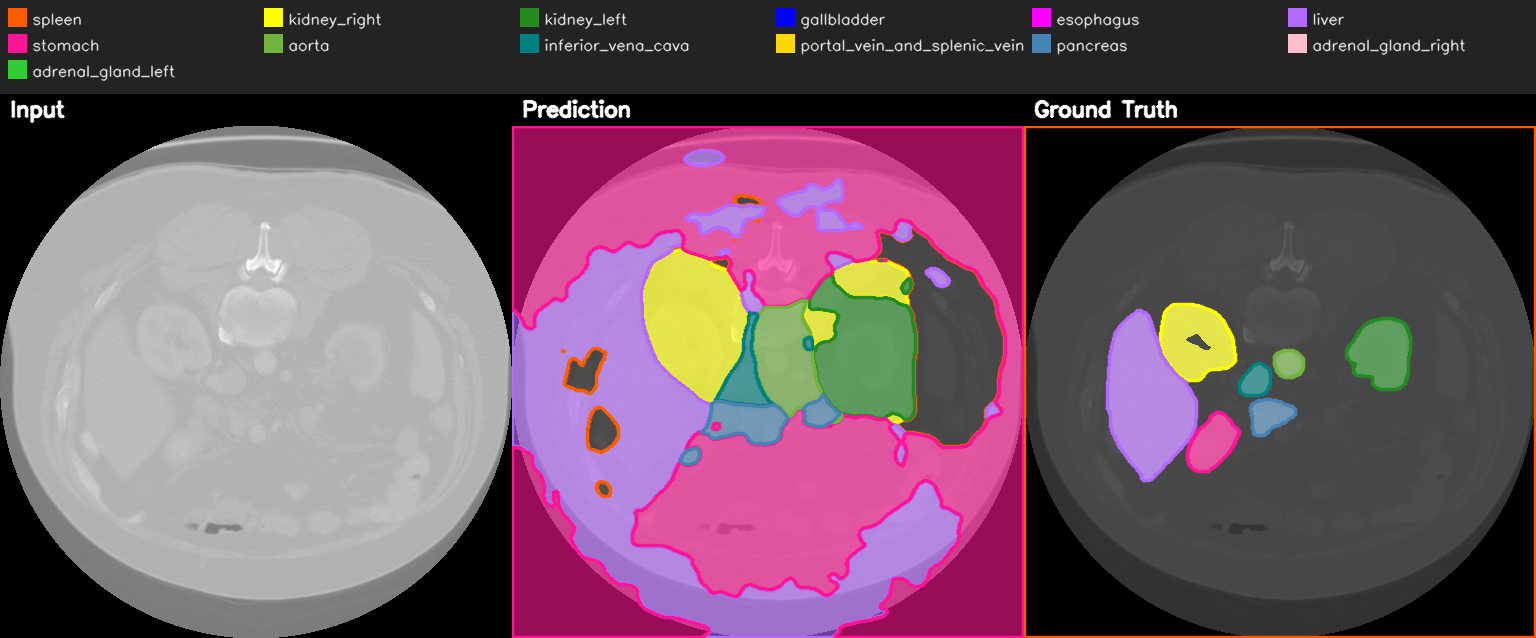 spleen kidney_right kidney_left gallbladder esophagus liver
stomach aorta inferior_vena_cava portal_vein_and_splenic_vein pancreas adrenal_gland_right
adrenal_gland_left
Input Prediction Ground Truth